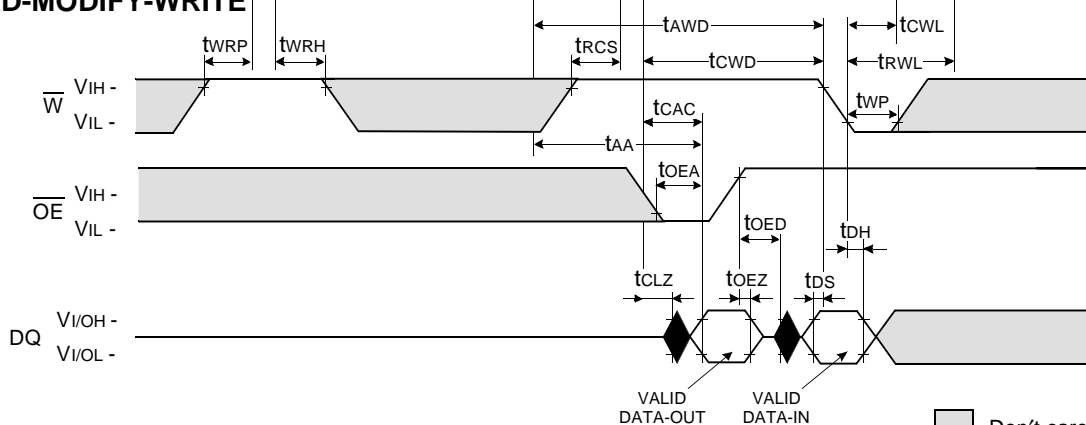 D-MODIFY-WRITE
tAWD
tCWL
tWRP
tWRH
tRCS
tCWD
tRWL
W
VIH -
VIL -
tCAC
tWP
tAA
OE
VIH -
VIL -
tOEA
tOED
tDH
tCLZ
tOEZ
tDS
DQ
VI/OH -
VI/OL -
VALID
DATA-OUT
VALID
DATA-IN
Don't care